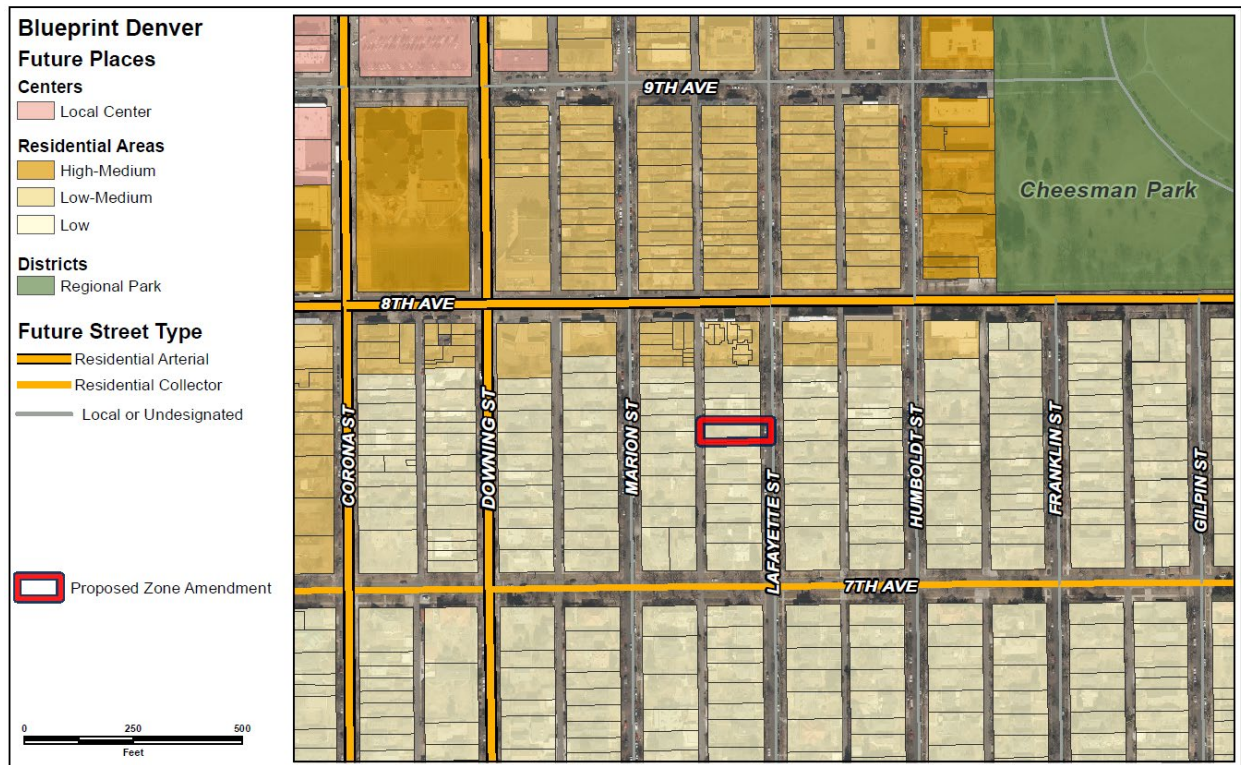 Blueprint Denver
Future Places
Centers
Local Center
Residential Areas
High-Medium
Low-Medium
Low
Districts
Regional Park
Future Street Type
Residential Arterial
Residential Collector
Local or Undesignated
Proposed Zone Amendment
0 250 500
Feet
9TH AVE
Cheesman Park
8TH AVE
CORONA ST
DOWNING ST
MARION ST
LAFAYETTE ST
HUMBOLDT ST
FRANKLIN ST
GILPIN ST
7TH AVE